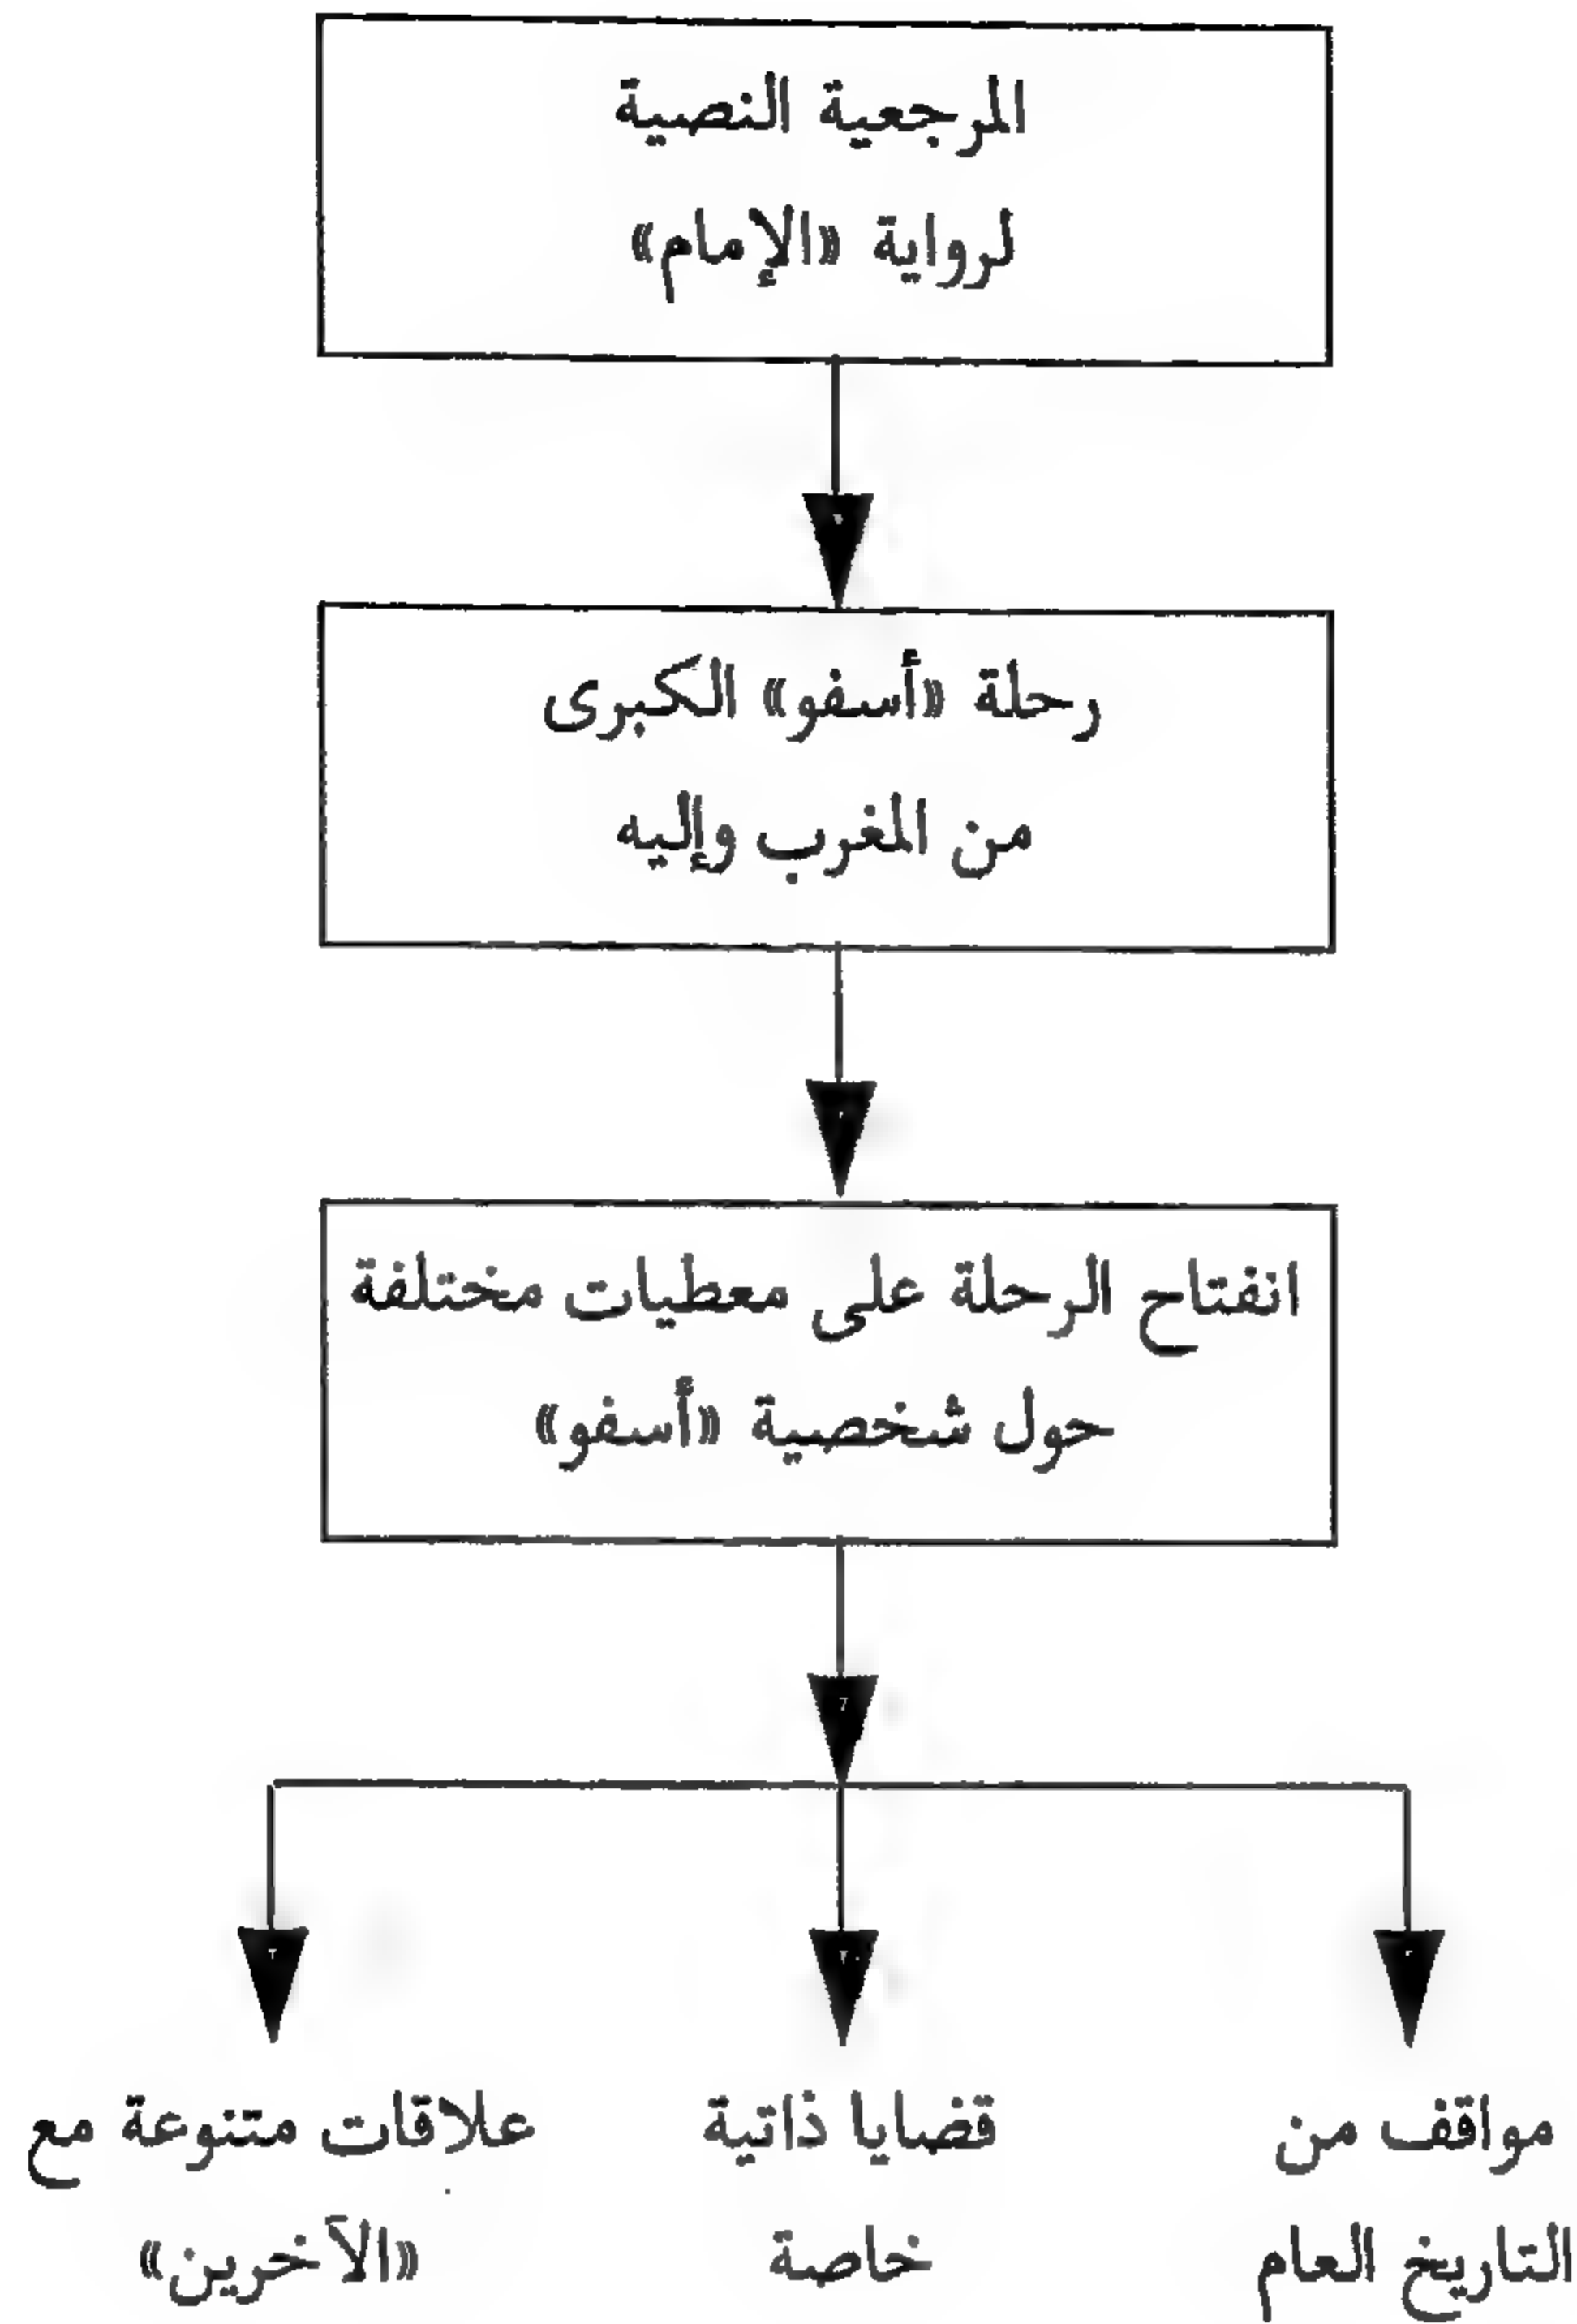 المرجعية النصية
لرواية «الإمام»
رحلة «أسفو» الكبرى
من المغرب وإليه
انفتاح الرحلة على معطيات مختلفة
حول شخصية «أسفو»
مواقف من
التاريخ العام
قضايا ذاتية
خاصة
علاقات متنوعة مع
«الآخرين»